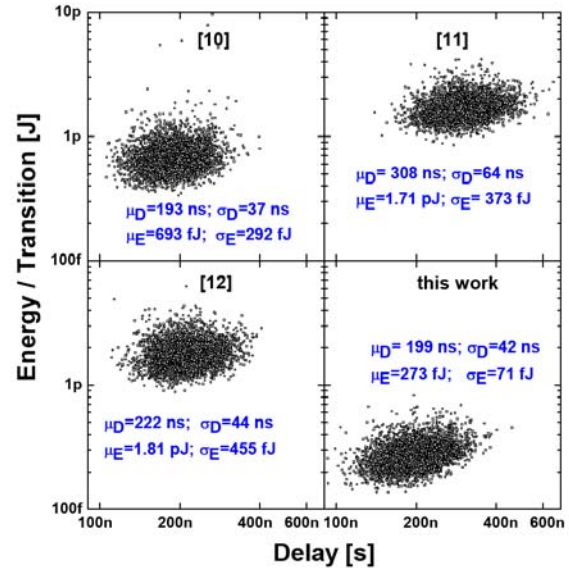 10p
[10]
[11]
1p
μD=193 ns; σD=37 ns
μE=693 fJ; σE=292 fJ
μD= 308 ns; σD=64 ns
μE=1.71 pJ; σE= 373 fJ
100f
[12]
this work
μD= 199 ns; σD=42 ns
μE=273 fJ; σE=71 fJ
1p
μD=222 ns; σD=44 ns
μE=1.81 pJ; σE=455 fJ
100f
100n 200n 400n 600n 100n 200n 400n 600n
Energy / Transition [J]
Delay [s]